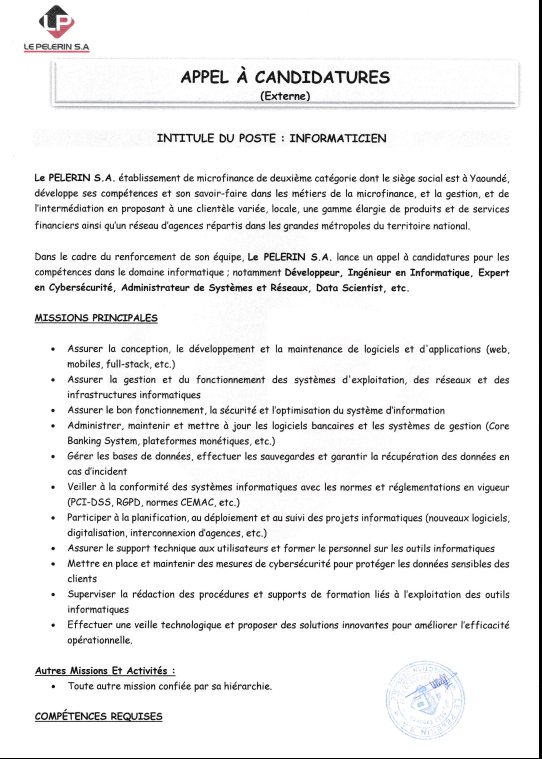 LP
LE PELERIN S.A
APPEL À CANDIDATURES
(Externe)
INTITULE DU POSTE : INFORMATICIEN
Le PELERIN S.A. établissement de microfinance de deuxième catégorie dont le siège social est à Yaoundé,
développe ses compétences et son savoir-faire dans les métiers de la microfinance, et la gestion, et de
l'intermédiation en proposant à une clientèle variée, locale, une gamme élargie de produits et de services
financiers ainsi qu'un réseau d'agences répartis dans les grandes métropoles du territoire national.
Dans le cadre du renforcement de son équipe, Le PELERIN S.A. lance un appel à candidatures pour les
compétences dans le domaine informatique ; notamment Développeur, Ingénieur en Informatique, Expert
en Cybersécurité, Administrateur de Systèmes et Réseaux, Data Scientist, etc.
MISSIONS PRINCIPALES
• Assurer la conception, le développement et la maintenance de logiciels et d'applications (web,
mobiles, full-stack, etc.)
• Assurer la gestion et du fonctionnement des systèmes d'exploitation, des réseaux et des
infrastructures informatiques
• Assurer le bon fonctionnement, la sécurité et l'optimisation du système d'information
• Administrer, maintenir et mettre à jour les logiciels bancaires et les systèmes de gestion (Core
Banking System, plateformes monétiques, etc.)
• Gérer les bases de données, effectuer les sauvegardes et garantir la récupération des données en
cas d'incident
• Veiller à la conformité des systèmes informatiques avec les normes et réglementations en vigueur
(PCI-DSS, RGPD, normes CEMAC, etc.)
• Participer à la planification, au déploiement et au suivi des projets informatiques (nouveaux logiciels,
digitalisation, interconnexion d'agences, etc.)
• Assurer le support technique aux utilisateurs et former le personnel sur les outils informatiques
• Mettre en place et maintenir des mesures de cybersécurité pour protéger les données sensibles des
clients
• Superviser la rédaction des procédures et supports de formation liés à l'exploitation des outils
informatiques
• Effectuer une veille technologique et proposer des solutions innovantes pour améliorer l'efficacité
opérationnelle.
Autres Missions Et Activités :
• Toute autre mission confiée par sa hiérarchie.
COMPÉTENCES REQUISES